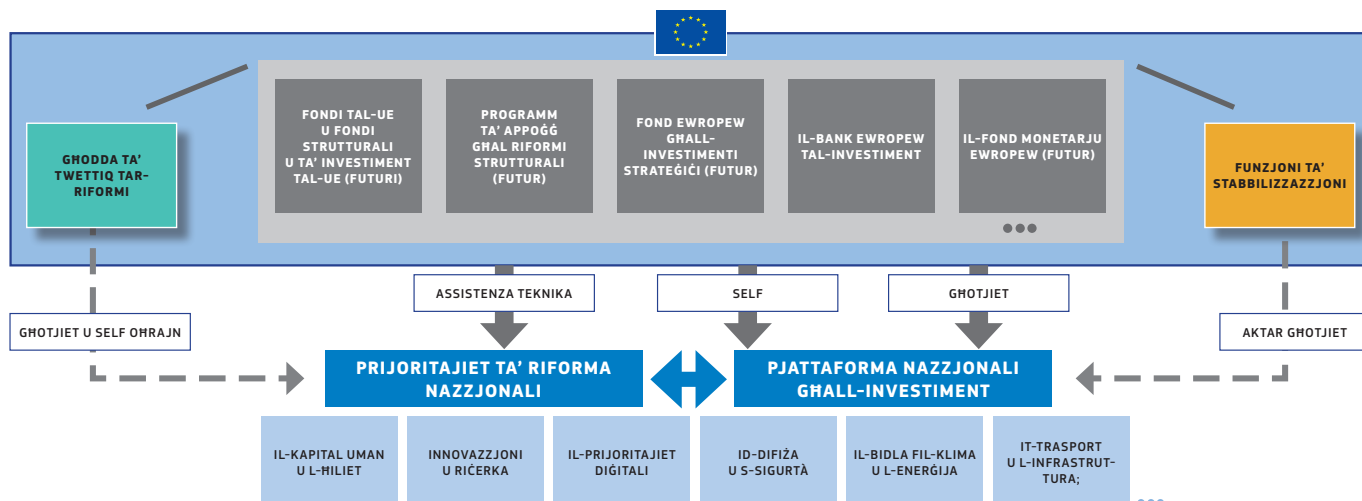 FONDI TAL-UE
U FONDI
STRUTTURALI
U TA' INVESTIMENT
TAL-UE (FUTURI)
PROGRAMM
TA' APPOĠĠ
GĦAL RIFORMI
STRUTTURALI
(FUTUR)
FOND EWROPEW
GĦALL-
INVESTIMENTI
STRATEĠIĊI (FUTUR)
IL-BANK EWROPEW
TAL-INVESTIMENT
IL-FOND MONETARJU
EWROPEW (FUTUR)
GĦODDA TA'
TWETTIQ TAR-
RIFORMI
FUNZJONI TA'
STABBILIZZAZZJONI
ASSISTENZA TEKNIKA
SELF
GĦOTJIET
GĦOTJIET U SELF OĦRAJN
AKTAR GĦOTJIET
PRIJORITAJIET TA' RIFORMA
NAZZJONALI
PJATTAFORMA NAZZJONALI
GĦALL-INVESTIMENT
IL-KAPITAL UMAN
U L-ĦILIET
INNOVAZZJONI
U RIĊERKA
IL-PRIJORITAJIET
DIĠITALI
ID-DIFIŻA
U S-SIGURTÀ
IL-BIDLA FIL-KLIMA
U L-ENERĠIJA
IT-TRASPORT
U L-INFRASTRUT-
TURA;